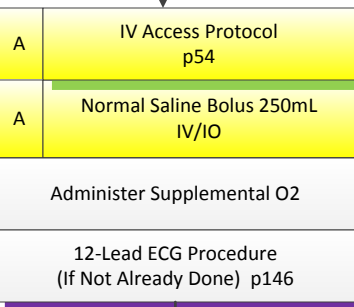 A
IV Access Protocol
p54
A
Normal Saline Bolus 250mL
IV/IO
Administer Supplemental O2
12-Lead ECG Procedure
(If Not Already Done)  p146